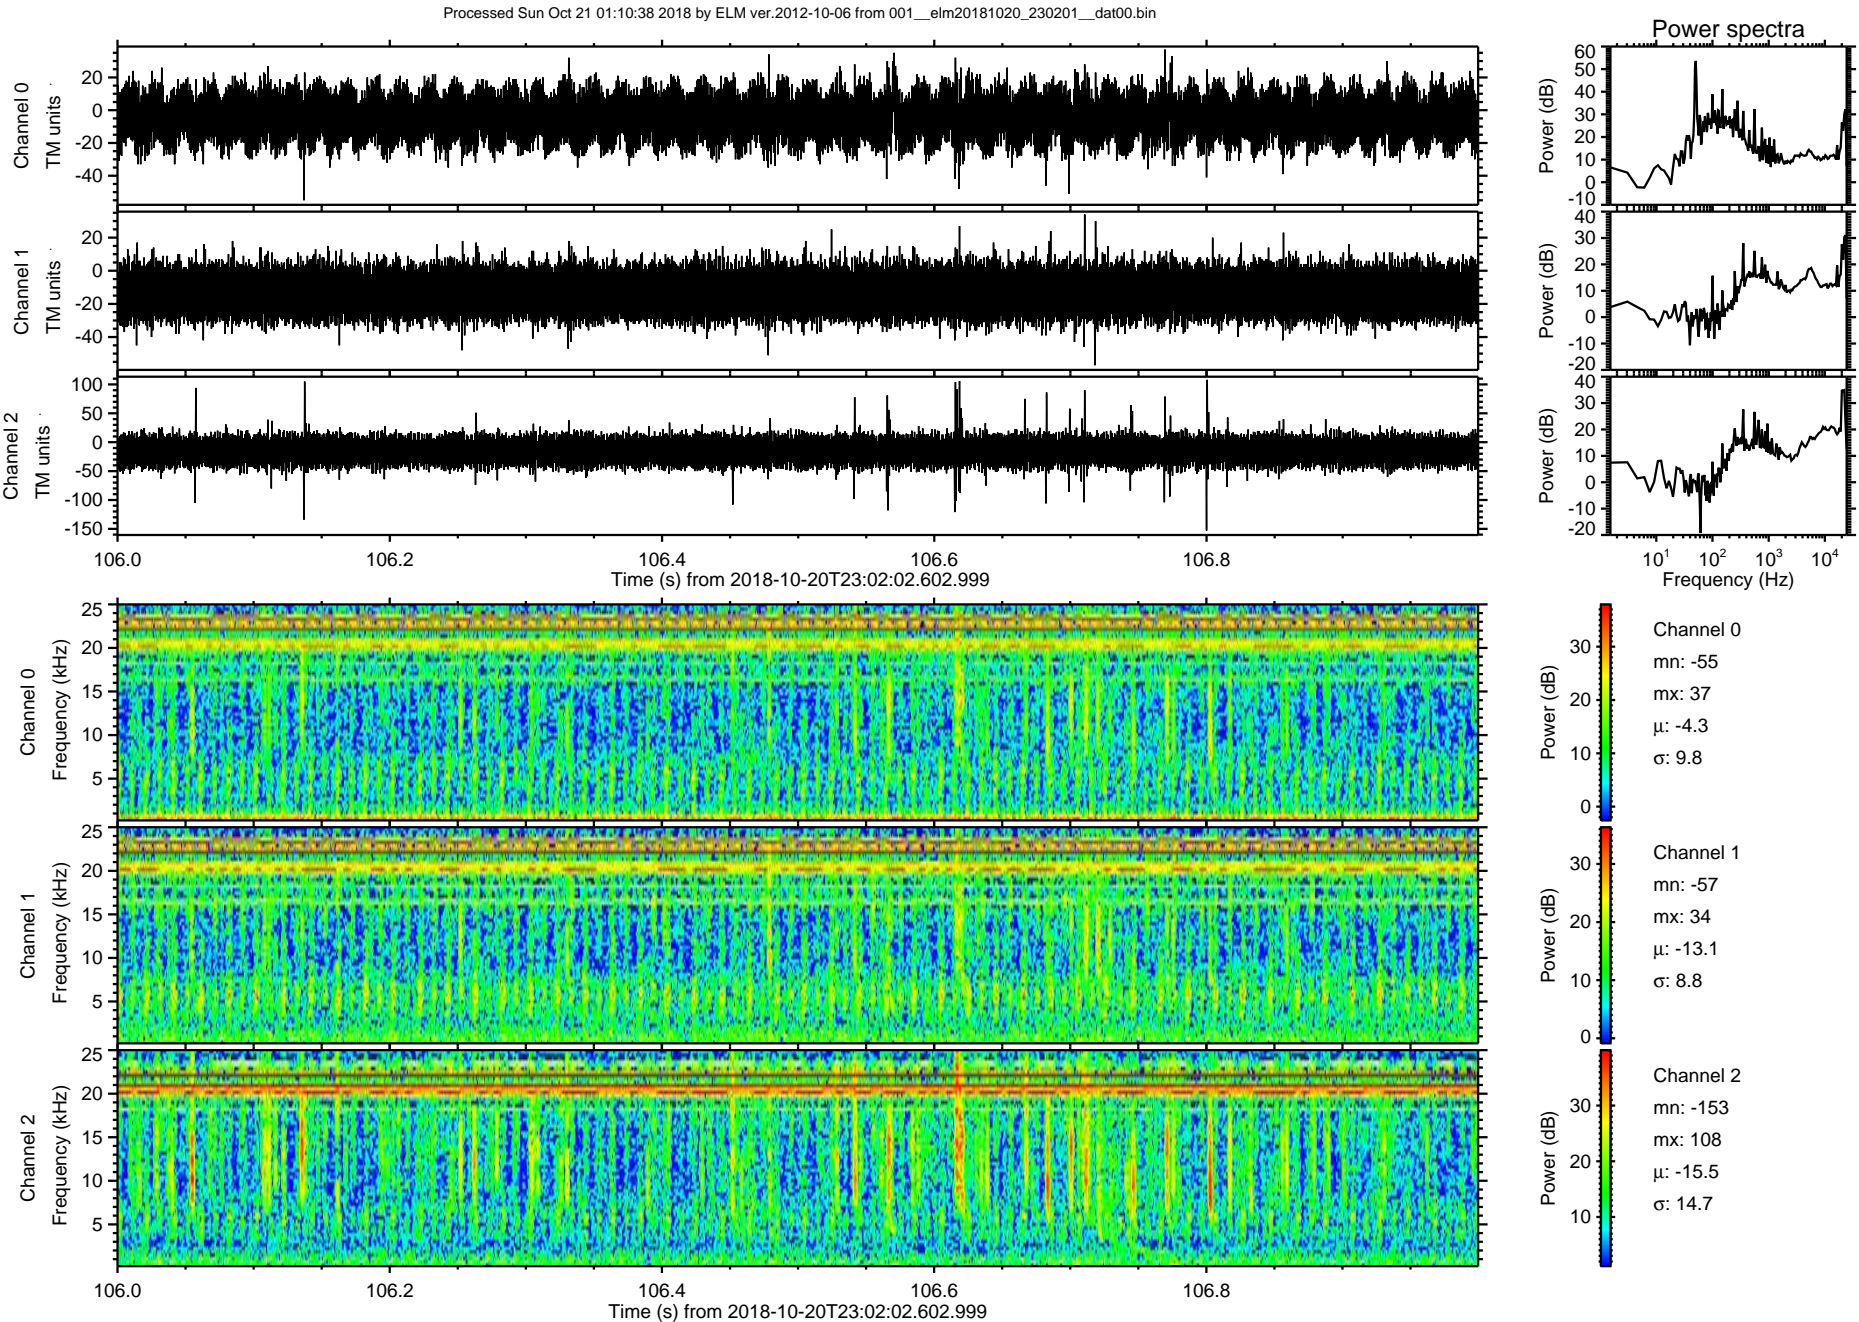 Processed Sun Oct 21 01:10:38 2018 by ELM ver.2012-10-06 from 001__elm20181020_230201__dat00.bin
Power spectra
Channel 0
TM units
20
0
-20
-40
Power (dB)
60
50
40
30
20
10
0
-10
Channel 1
TM units
20
0
-20
-40
Power (dB)
40
30
20
10
0
-10
-20
Channel 2
TM units
100
50
0
-50
-100
-150
Power (dB)
40
30
20
10
0
-10
-20
106.0 106.2 106.4 106.6 106.8
Time (s) from 2018-10-20T23:02:02.602.999
10¹ 10² 10³ 10⁴
Frequency (Hz)
Channel 0
Frequency (kHz)
25
20
15
10
5
Power (dB)
30
20
10
0
Channel 0
mn: -55
mx: 37
μ: -4.3
σ: 9.8
Channel 1
Frequency (kHz)
25
20
15
10
5
Power (dB)
30
20
10
0
Channel 1
mn: -57
mx: 34
μ: -13.1
σ: 8.8
Channel 2
Frequency (kHz)
25
20
15
10
5
Power (dB)
30
20
10
Channel 2
mn: -153
mx: 108
μ: -15.5
σ: 14.7
106.0 106.2 106.4 106.6 106.8
Time (s) from 2018-10-20T23:02:02.602.999